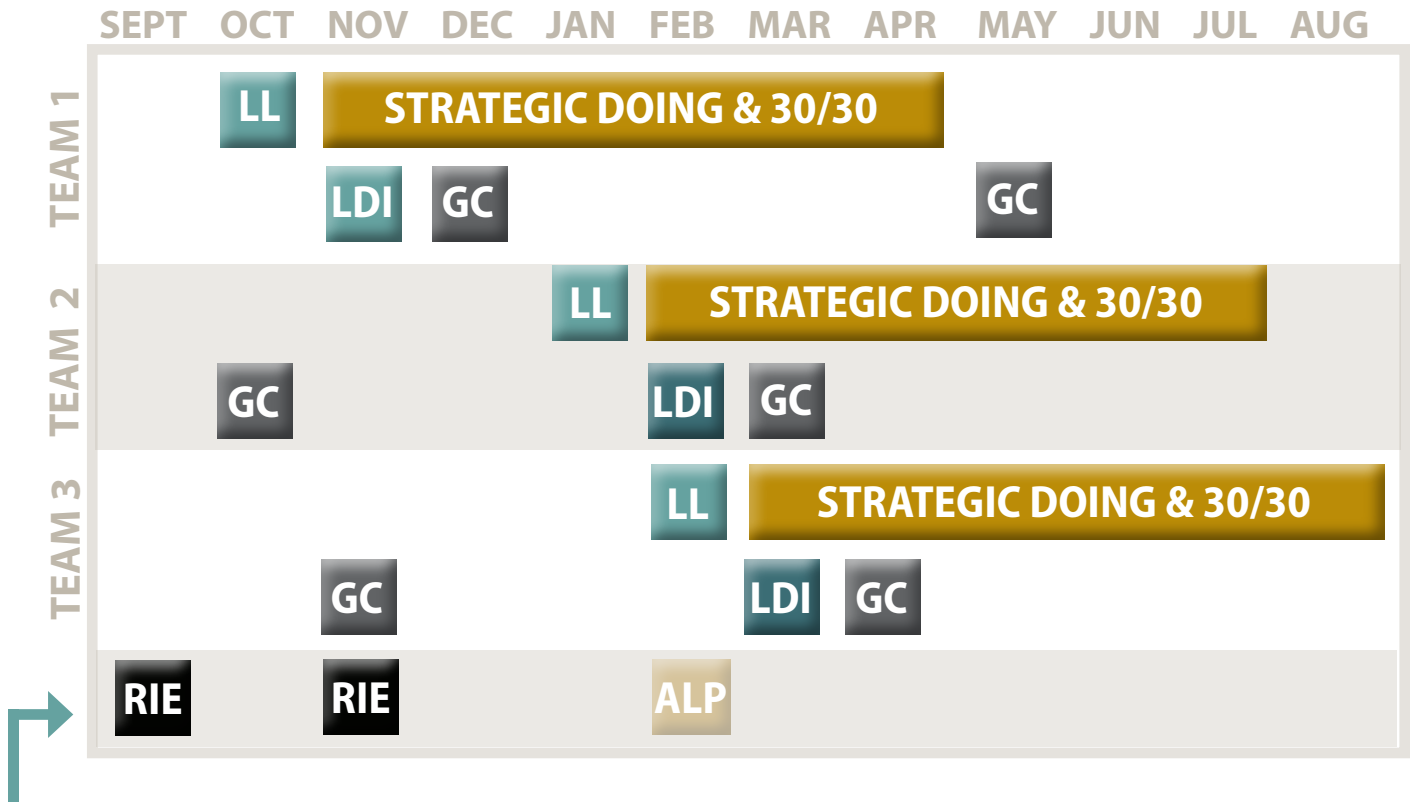 SEPT OCT NOV DEC JAN FEB MAR APR MAY JUN JUL AUG
TEAM 1
LL STRATEGIC DOING & 30/30
LDI GC GC
TEAM 2
LL STRATEGIC DOING & 30/30
GC LDI GC
TEAM 3
LL STRATEGIC DOING & 30/30
GC LDI GC
RIE RIE ALP